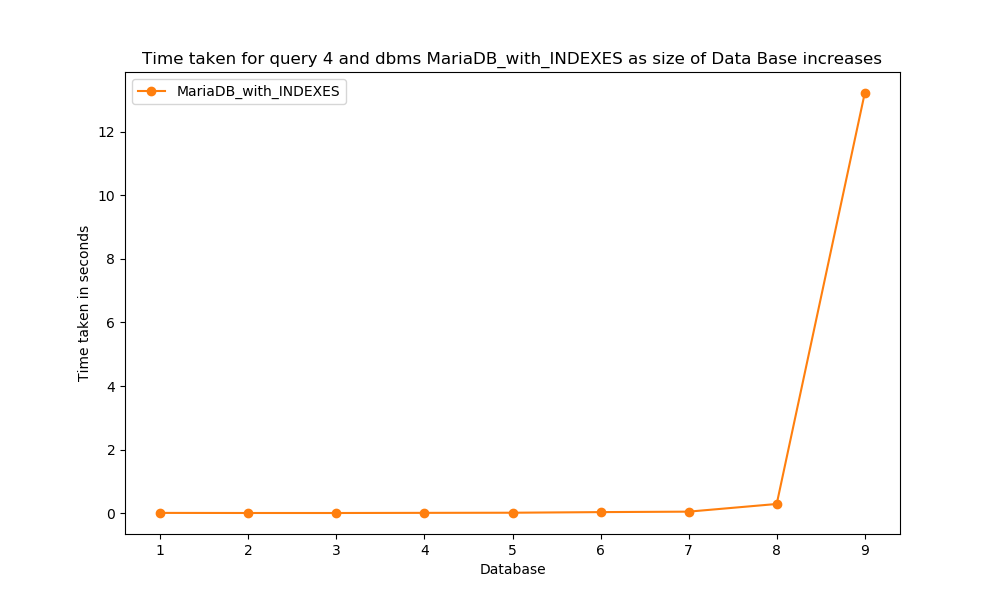 Time taken for query 4 and dbms MariaDB_with_INDEXES as size of Data Base increases
MariaDB_with_INDEXES
Time taken in seconds
12
10
8
6
4
2
0
1 2 3 4 5 6 7 8 9
Database